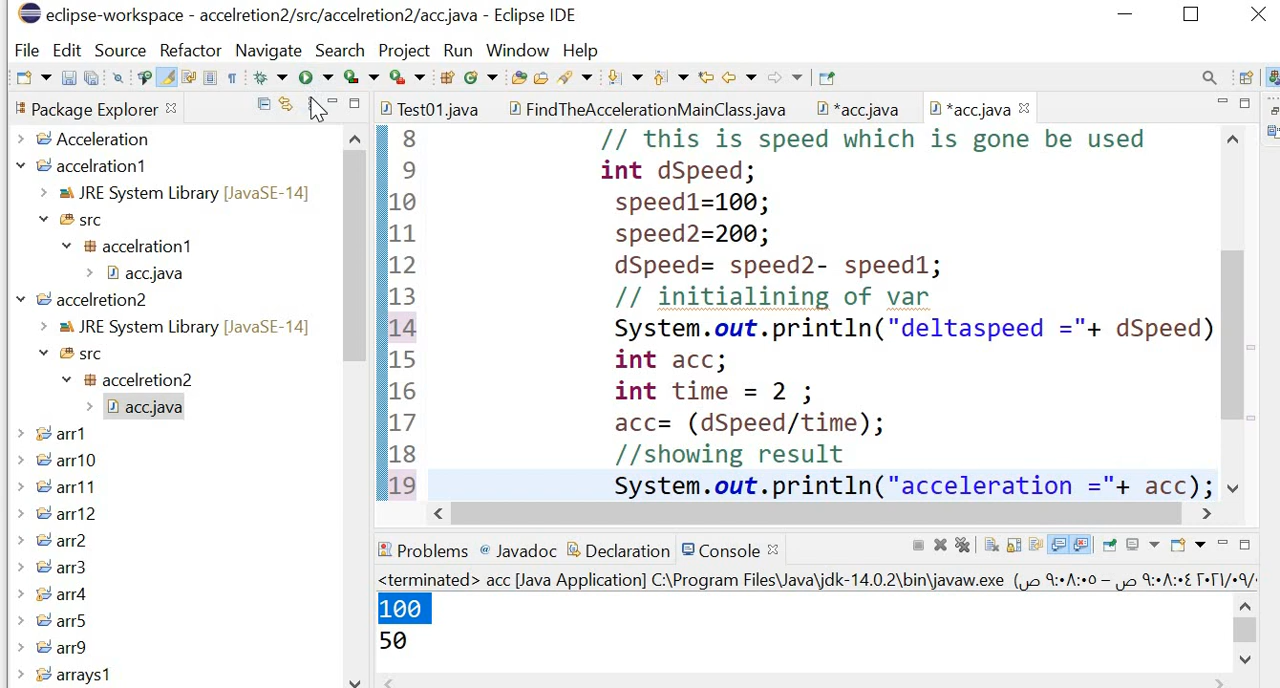 eclipse-workspace - accelretion2/src/accelretion2/acc.java - Eclipse IDE
File Edit Source Refactor Navigate Search Project Run Window Help
Package Explorer
Acceleration
accelration1
JRE System Library [JavaSE-14]
src
accelration1
acc.java
accelretion2
JRE System Library [JavaSE-14]
src
accelretion2
acc.java
arr1
arr10
arr11
arr12
arr2
arr3
arr4
arr5
arr9
arrays1
Test01.java FindTheAccelerationMainClass.java *acc.java *acc.java
8 // this is speed which is gone be used
9 int dSpeed;
10 speed1=100;
11 speed2=200;
12 dSpeed= speed2- speed1;
13 // initialining of var
14 System.out.println("deltaspeed ="+ dSpeed)
15 int acc;
16 int time = 2 ;
17 acc= (dSpeed/time);
18 //showing result
19 System.out.println("acceleration ="+ acc);
Problems Javadoc Declaration Console
<terminated> acc [Java Application] C:\Program Files\Java\jdk-14.0.2\bin\javaw.exe
100
50